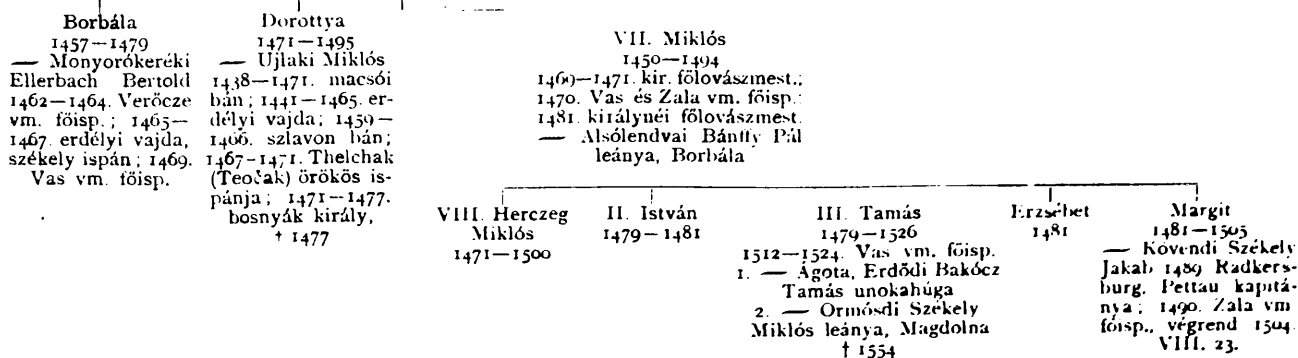 Borbála
1457—1479
— Monyorókeréki
Ellerbach Bertold
1462—1464. Verőcze
vm. főisp.; 1465—
1467. erdélyi vajda,
székely ispán; 1469.
Vas vm. főisp.
Dorottya
1471—1495
— Ujlaki Miklós
1438—1471. macsói
bán; 1441—1465. er-
délyi vajda; 1459—
1466. szlavon bán;
1467-1471. Thelchak
(Teočak) örökös is-
pánja; 1471—1477.
bosnyák király,
† 1477
VII. Miklós
1450—1494
1469—1471. kir. főlovászmest.;
1470. Vas és Zala vm. főisp.
1481. királynéi főlovászmest.
— Alsólendvai Bánffy Pál
leánya, Borbála
VIII. Herczeg
Miklós
1471—1500
II. István
1479—1481
III. Tamás
1479—1526
1512—1524. Vas vm. főisp.
1. — Ágota, Erdődi Bakócz
Tamás unokahúga
2. — Ormósdi Székely
Miklós leánya, Magdolna
† 1554
Erzsébet
1481
Margit
1481—1505
— Kövendi Székely
Jakab 1489 Radkers-
burg, Pettau kapitá-
nya; 1490. Zala vm
főisp., végrend 1504.
VIII. 23.